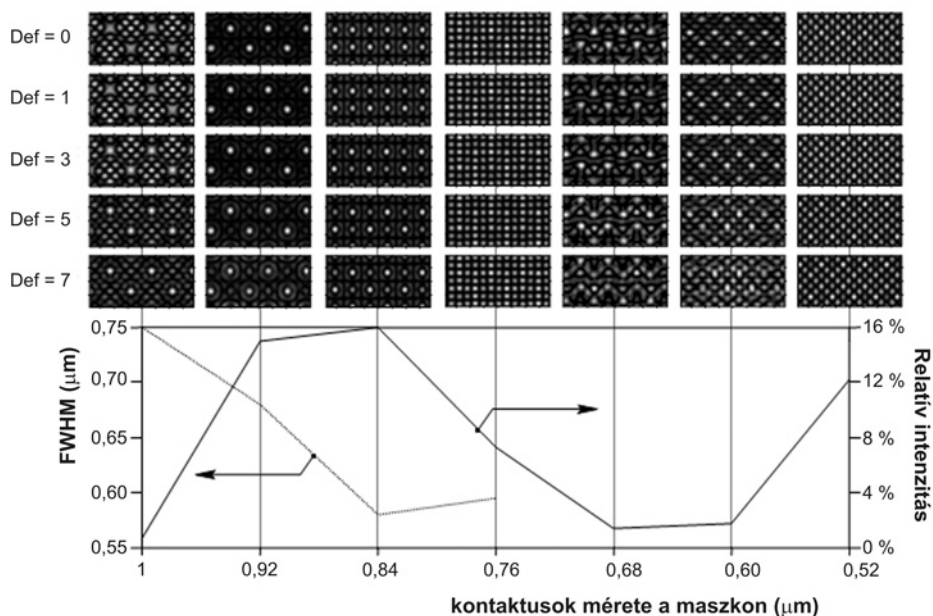 Def = 0
Def = 1
Def = 3
Def = 5
Def = 7
0,75
0,70
0,65
0,60
0,55
FWHM (μm)
16 %
12 %
8 %
4 %
0 %
Relatív intenzitás
1
0,92
0,84
0,76
0,68
0,60
0,52
kontaktusok mérete a maszkon (μm)